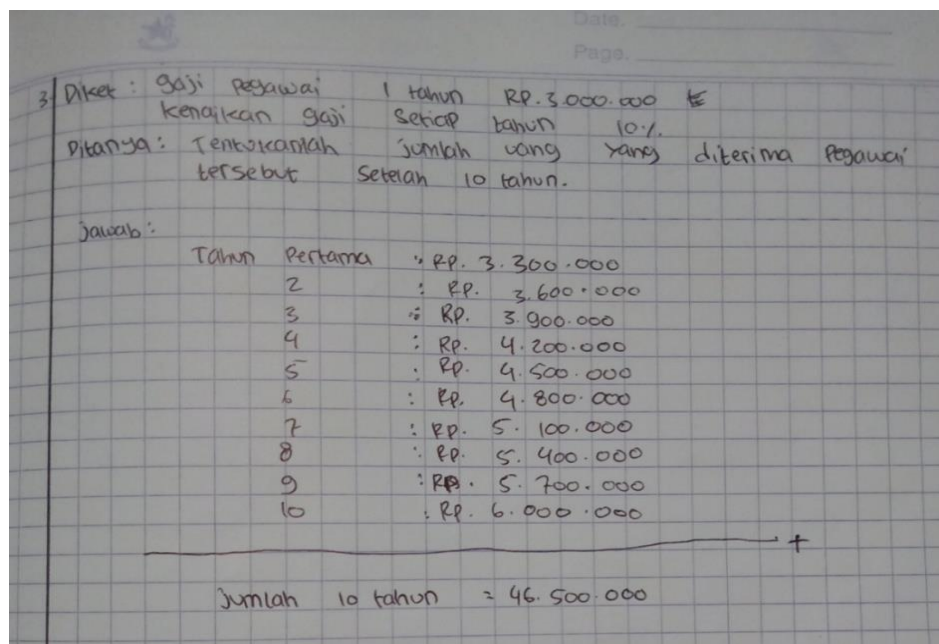 Date.
Page.
3. Diket : gaji pegawai 1 tahun RP. 3.000.000
kenaikan gaji setiap tahun 10%.
Ditanya : Tentukanlah jumlah uang yang diterima pegawai
tersebut setelah 10 tahun.
Jawab :
Tahun Pertama : RP. 3.300.000
2 : RP. 3.600.000
3 : RP. 3.900.000
4 : RP. 4.200.000
5 : RP. 4.500.000
6 : RP. 4.800.000
7 : RP. 5.100.000
8 : RP. 5.400.000
9 : RP. 5.700.000
10 : RP. 6.000.000
+
Jumlah 10 tahun = 46.500.000